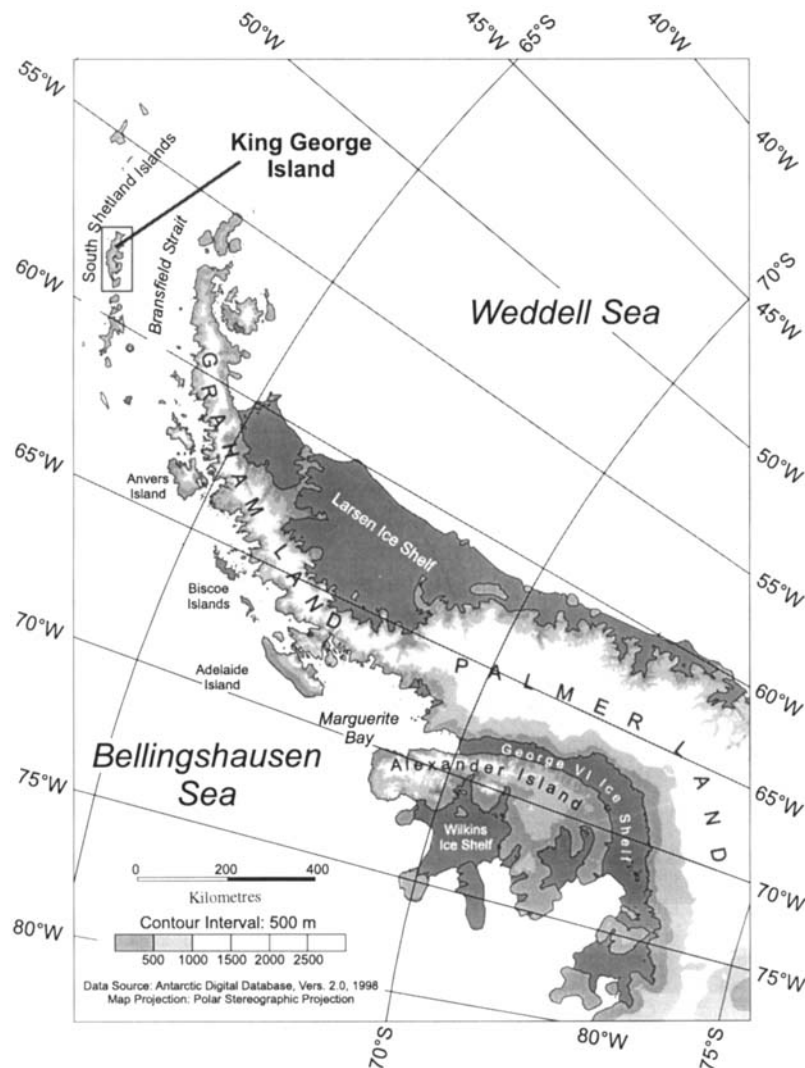 50°W
45°W
65°S
40°W
55°W
40°W
King George
Island
South Shetland Islands
Bransfield Strait
60°W
70°S
45°W
Weddell Sea
GRAHAM LAND
65°W
50°W
Anvers
Island
Larsen Ice Shelf
Biscoe
Islands
70°W
55°W
Adelaide
Island
PALMER LAND
60°W
Marguerite
Bay
Bellingshausen
Sea
George VI Ice Shelf
Alexander Island
75°W
65°W
Wilkins
Ice Shelf
0 200 400
Kilometres
70°W
Contour Interval: 500 m
500 1000 1500 2000 2500
80°W
75°W
Data Source: Antarctic Digital Database, Vers. 2.0, 1998
Map Projection: Polar Stereographic Projection
70°S
80°W
75°S